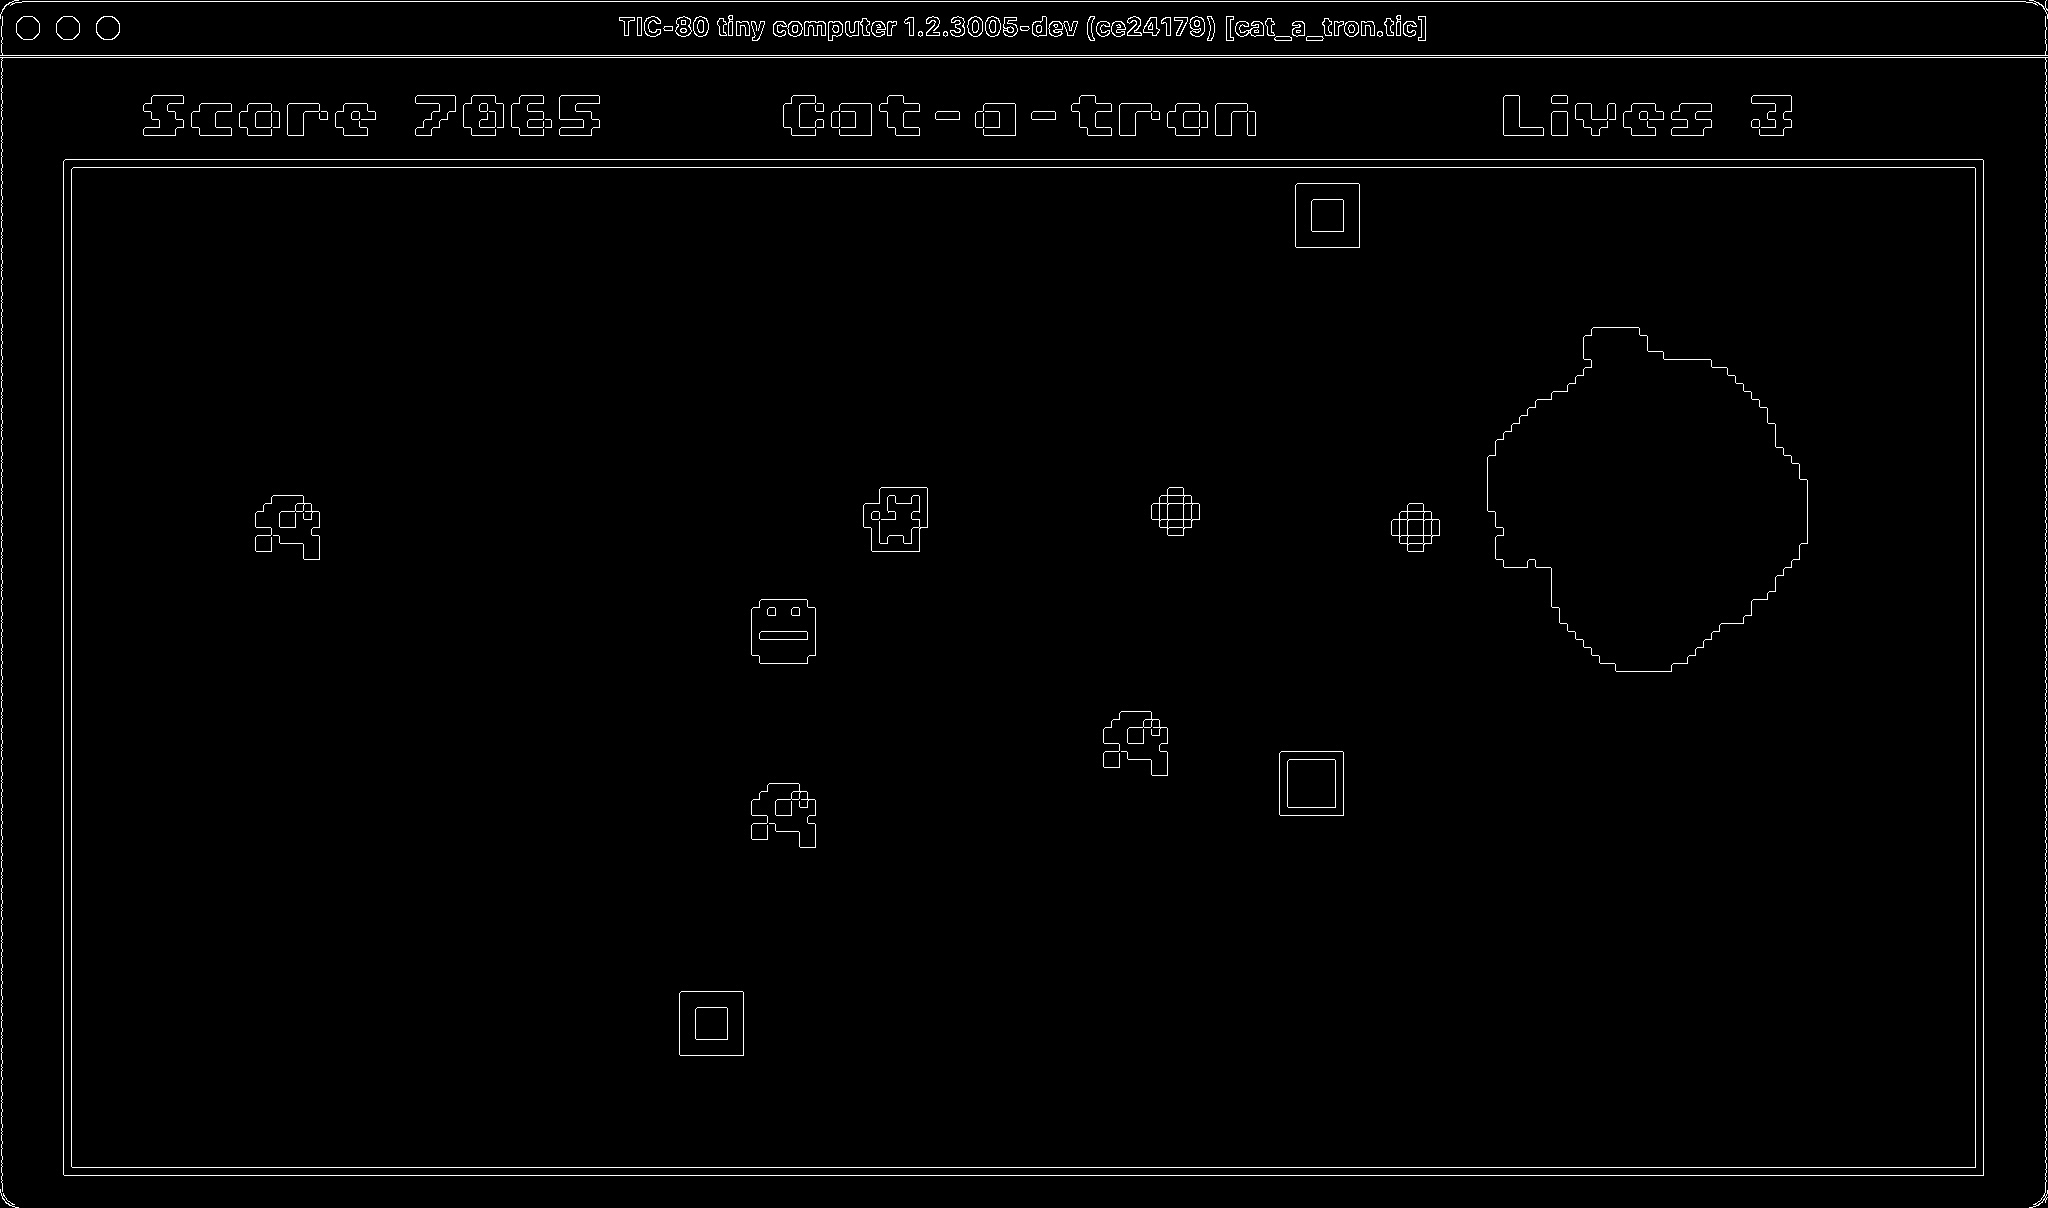 TIC-80 tiny computer 1.2.3005-dev (ce24179) [cat_a_tron.tic]
Score 7065 Cat-a-tron Lives 3